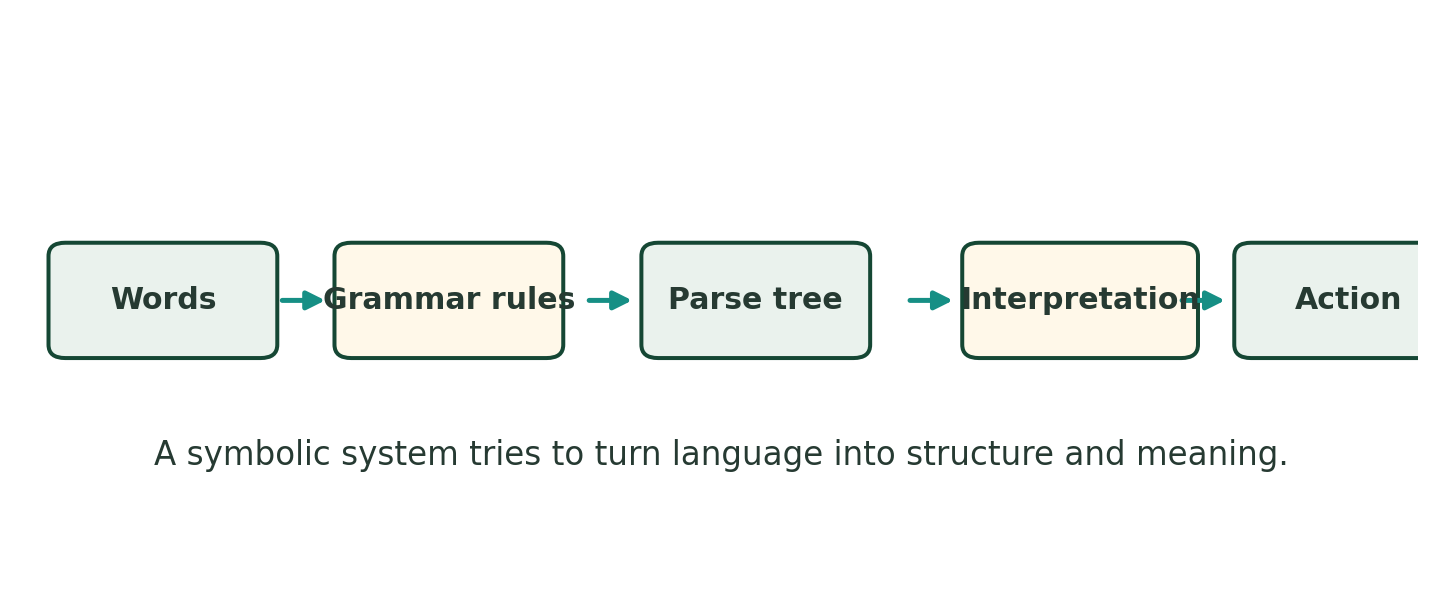 Words Grammar rules Parse tree Interpretation Action
A symbolic system tries to turn language into structure and meaning.